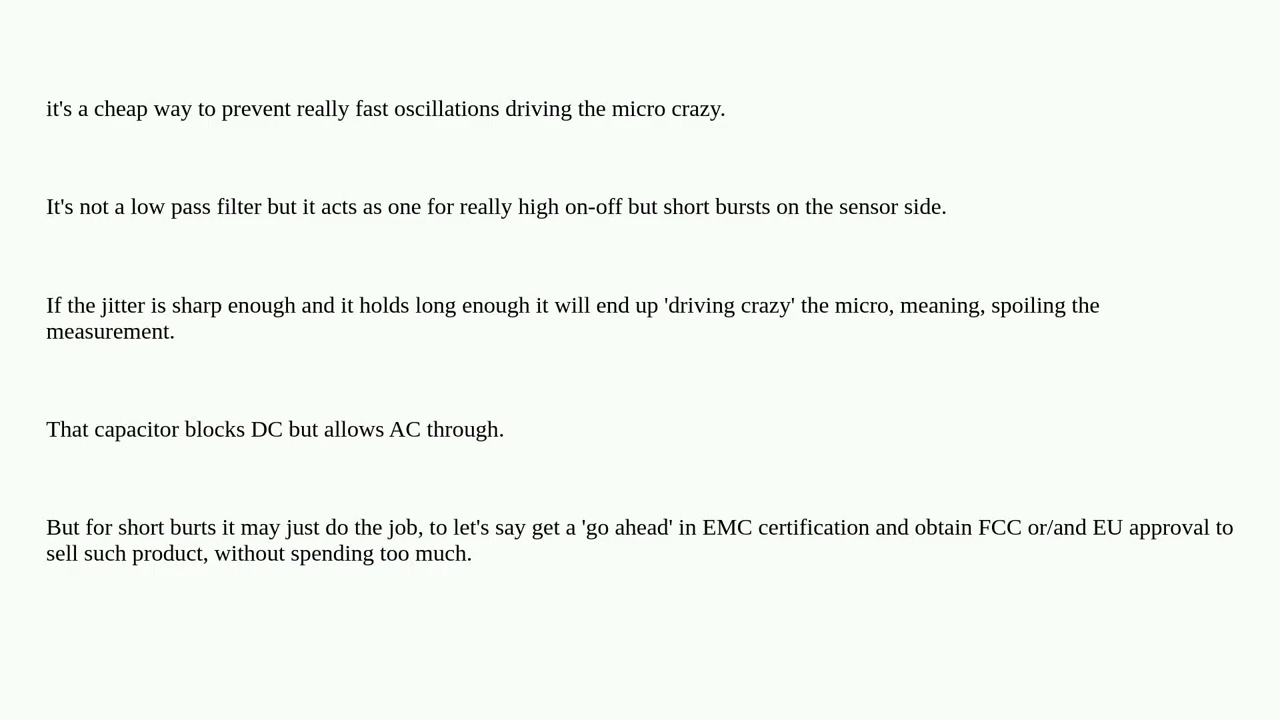 it's a cheap way to prevent really fast oscillations driving the micro crazy.
It's not a low pass filter but it acts as one for really high on-off but short bursts on the sensor side.
If the jitter is sharp enough and it holds long enough it will end up 'driving crazy' the micro, meaning, spoiling the
measurement.
That capacitor blocks DC but allows AC through.
But for short burts it may just do the job, to let's say get a 'go ahead' in EMC certification and obtain FCC or/and EU approval to
sell such product, without spending too much.